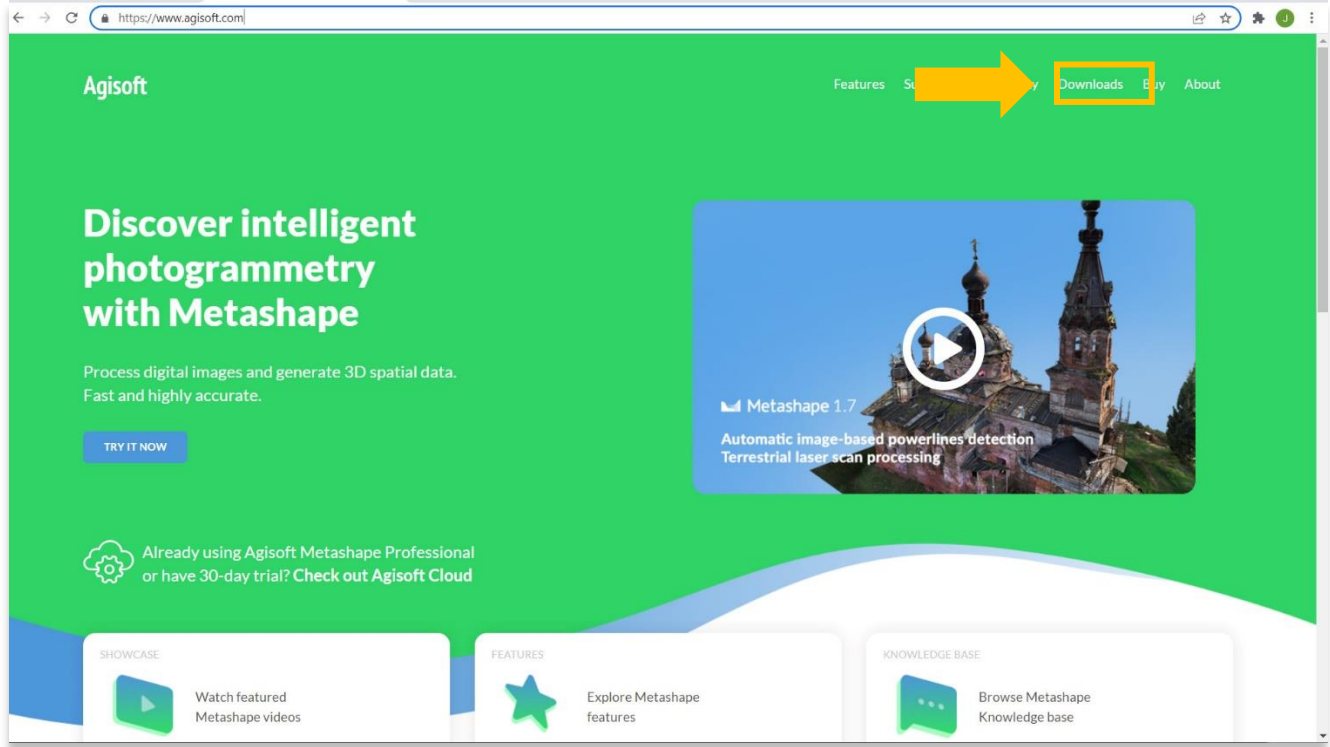 https://www.agisoft.com
J
Agisoft
Features Downloads Buy About
Discover intelligent
photogrammetry
with Metashape
Process digital images and generate 3D spatial data.
Fast and highly accurate.
TRY IT NOW
Metashape 1.7
Automatic image-based powerlines detection
Terrestrial laser scan processing
Already using Agisoft Metashape Professional
or have 30-day trial? Check out Agisoft Cloud
SHOWCASE
Watch featured
Metashape videos
FEATURES
Explore Metashape
features
KNOWLEDGE BASE
Browse Metashape
Knowledge base